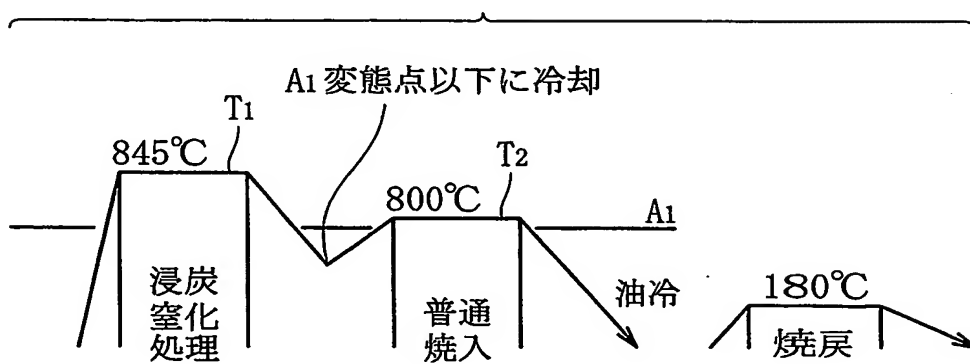 A1変態点以下に冷却
T1
845℃
T2
800℃
A1
浸炭
窒化
処理
普通
焼入
油冷
180℃
焼戻